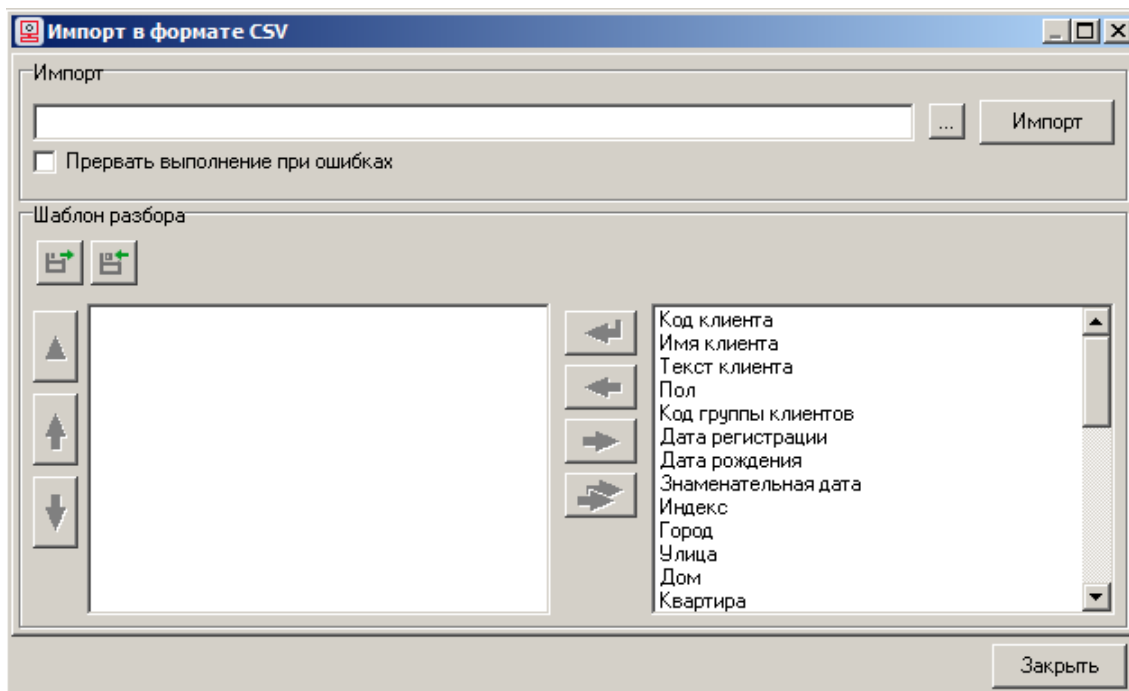 Импорт в формате CSV
Импорт
... Импорт
Прервать выполнение при ошибках
Шаблон разбора
Код клиента
Имя клиента
Текст клиента
Пол
Код группы клиентов
Дата регистрации
Дата рождения
Знаменательная дата
Индекс
Город
Улица
Дом
Квартира
Закрыть